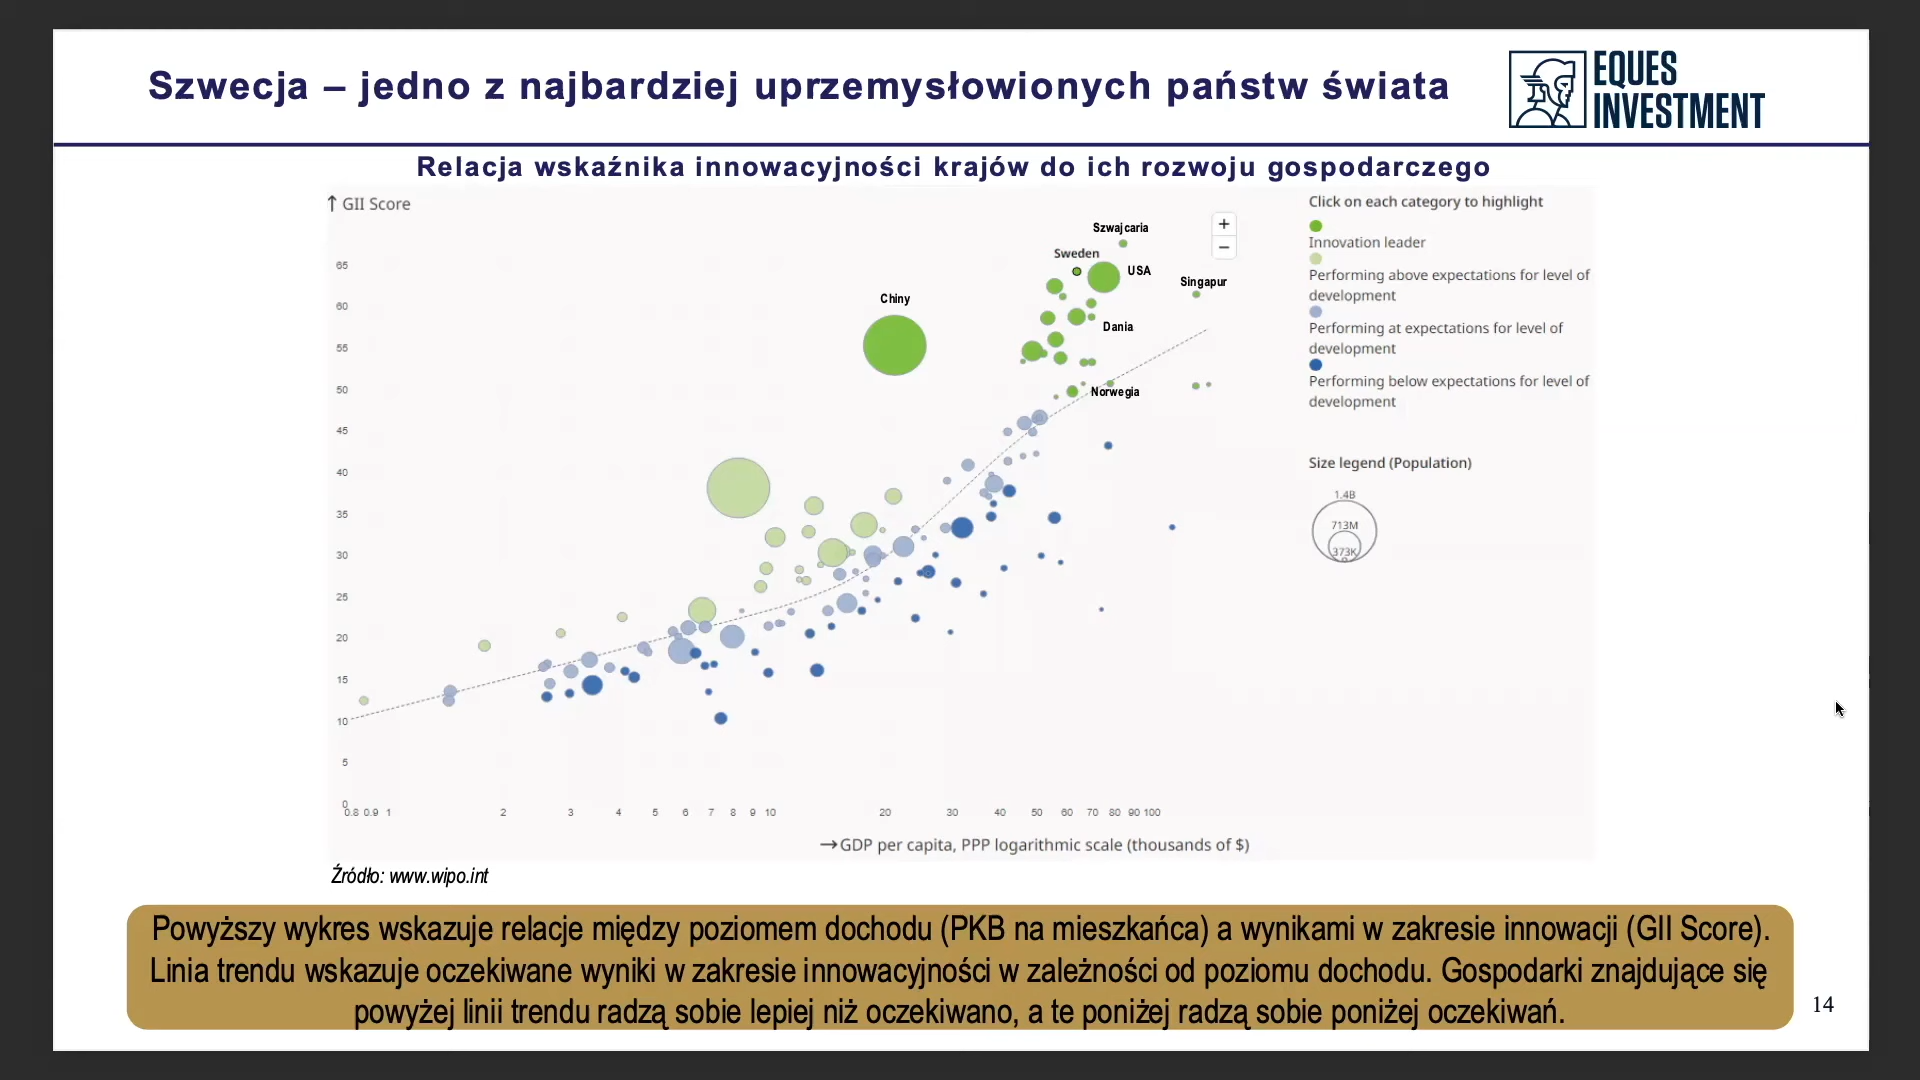 Szwecja – jedno z najbardziej uprzemysłowionych państw świata
EQUES
INVESTMENT
Relacja wskaźnika innowacyjności krajów do ich rozwoju gospodarczego
↑ GII Score
Click on each category to highlight
Innovation leader
Performing above expectations for level of
development
Performing at expectations for level of
development
Performing below expectations for level of
development
Size legend (Population)
1.4B
713M
373K
+
−
Szwajcaria
Sweden
USA
Singapur
Chiny
Dania
Norwegia
65
60
55
50
45
40
35
30
25
20
15
10
5
0
0.8 0.9 1 2 3 4 5 6 7 8 9 10 20 30 40 50 60 70 80 90 100
→GDP per capita, PPP logarithmic scale (thousands of $)
Źródło: www.wipo.int
Powyższy wykres wskazuje relacje między poziomem dochodu (PKB na mieszkańca) a wynikami w zakresie innowacji (GII Score).
Linia trendu wskazuje oczekiwane wyniki w zakresie innowacyjności w zależności od poziomu dochodu. Gospodarki znajdujące się
powyżej linii trendu radzą sobie lepiej niż oczekiwano, a te poniżej radzą sobie poniżej oczekiwań.
14